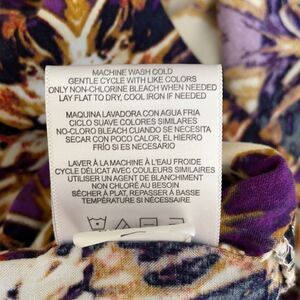 MACHINE WASH COLD
GENTLE CYCLE WITH LIKE COLORS
ONLY NON-CHLORINE BLEACH WHEN NEEDED
LAY FLAT TO DRY, COOL IRON IF NEEDED
MAQUINA LAVADORA CON AGUA FRIA
CICLO SUAVE COLORES SIMILARES
NO-CLORO BLEACH CUANDO SE NECESITA
SECAR CON POCO CALOR, EL HIERRO
FRÍO SI ES NECESARIO
LAVER À LA MACHINE À L'EAU FROIDE
CYCLE DÉLICAT AVEC COULEURS SIMILAIRES
UTILISER UN AGENT DE BLANCHIMENT
NON CHLORÉ AU BESOIN
SÉCHER À PLAT, REPASSER À BASSE
TEMPÉRATURE SI NÉCESSAIRE